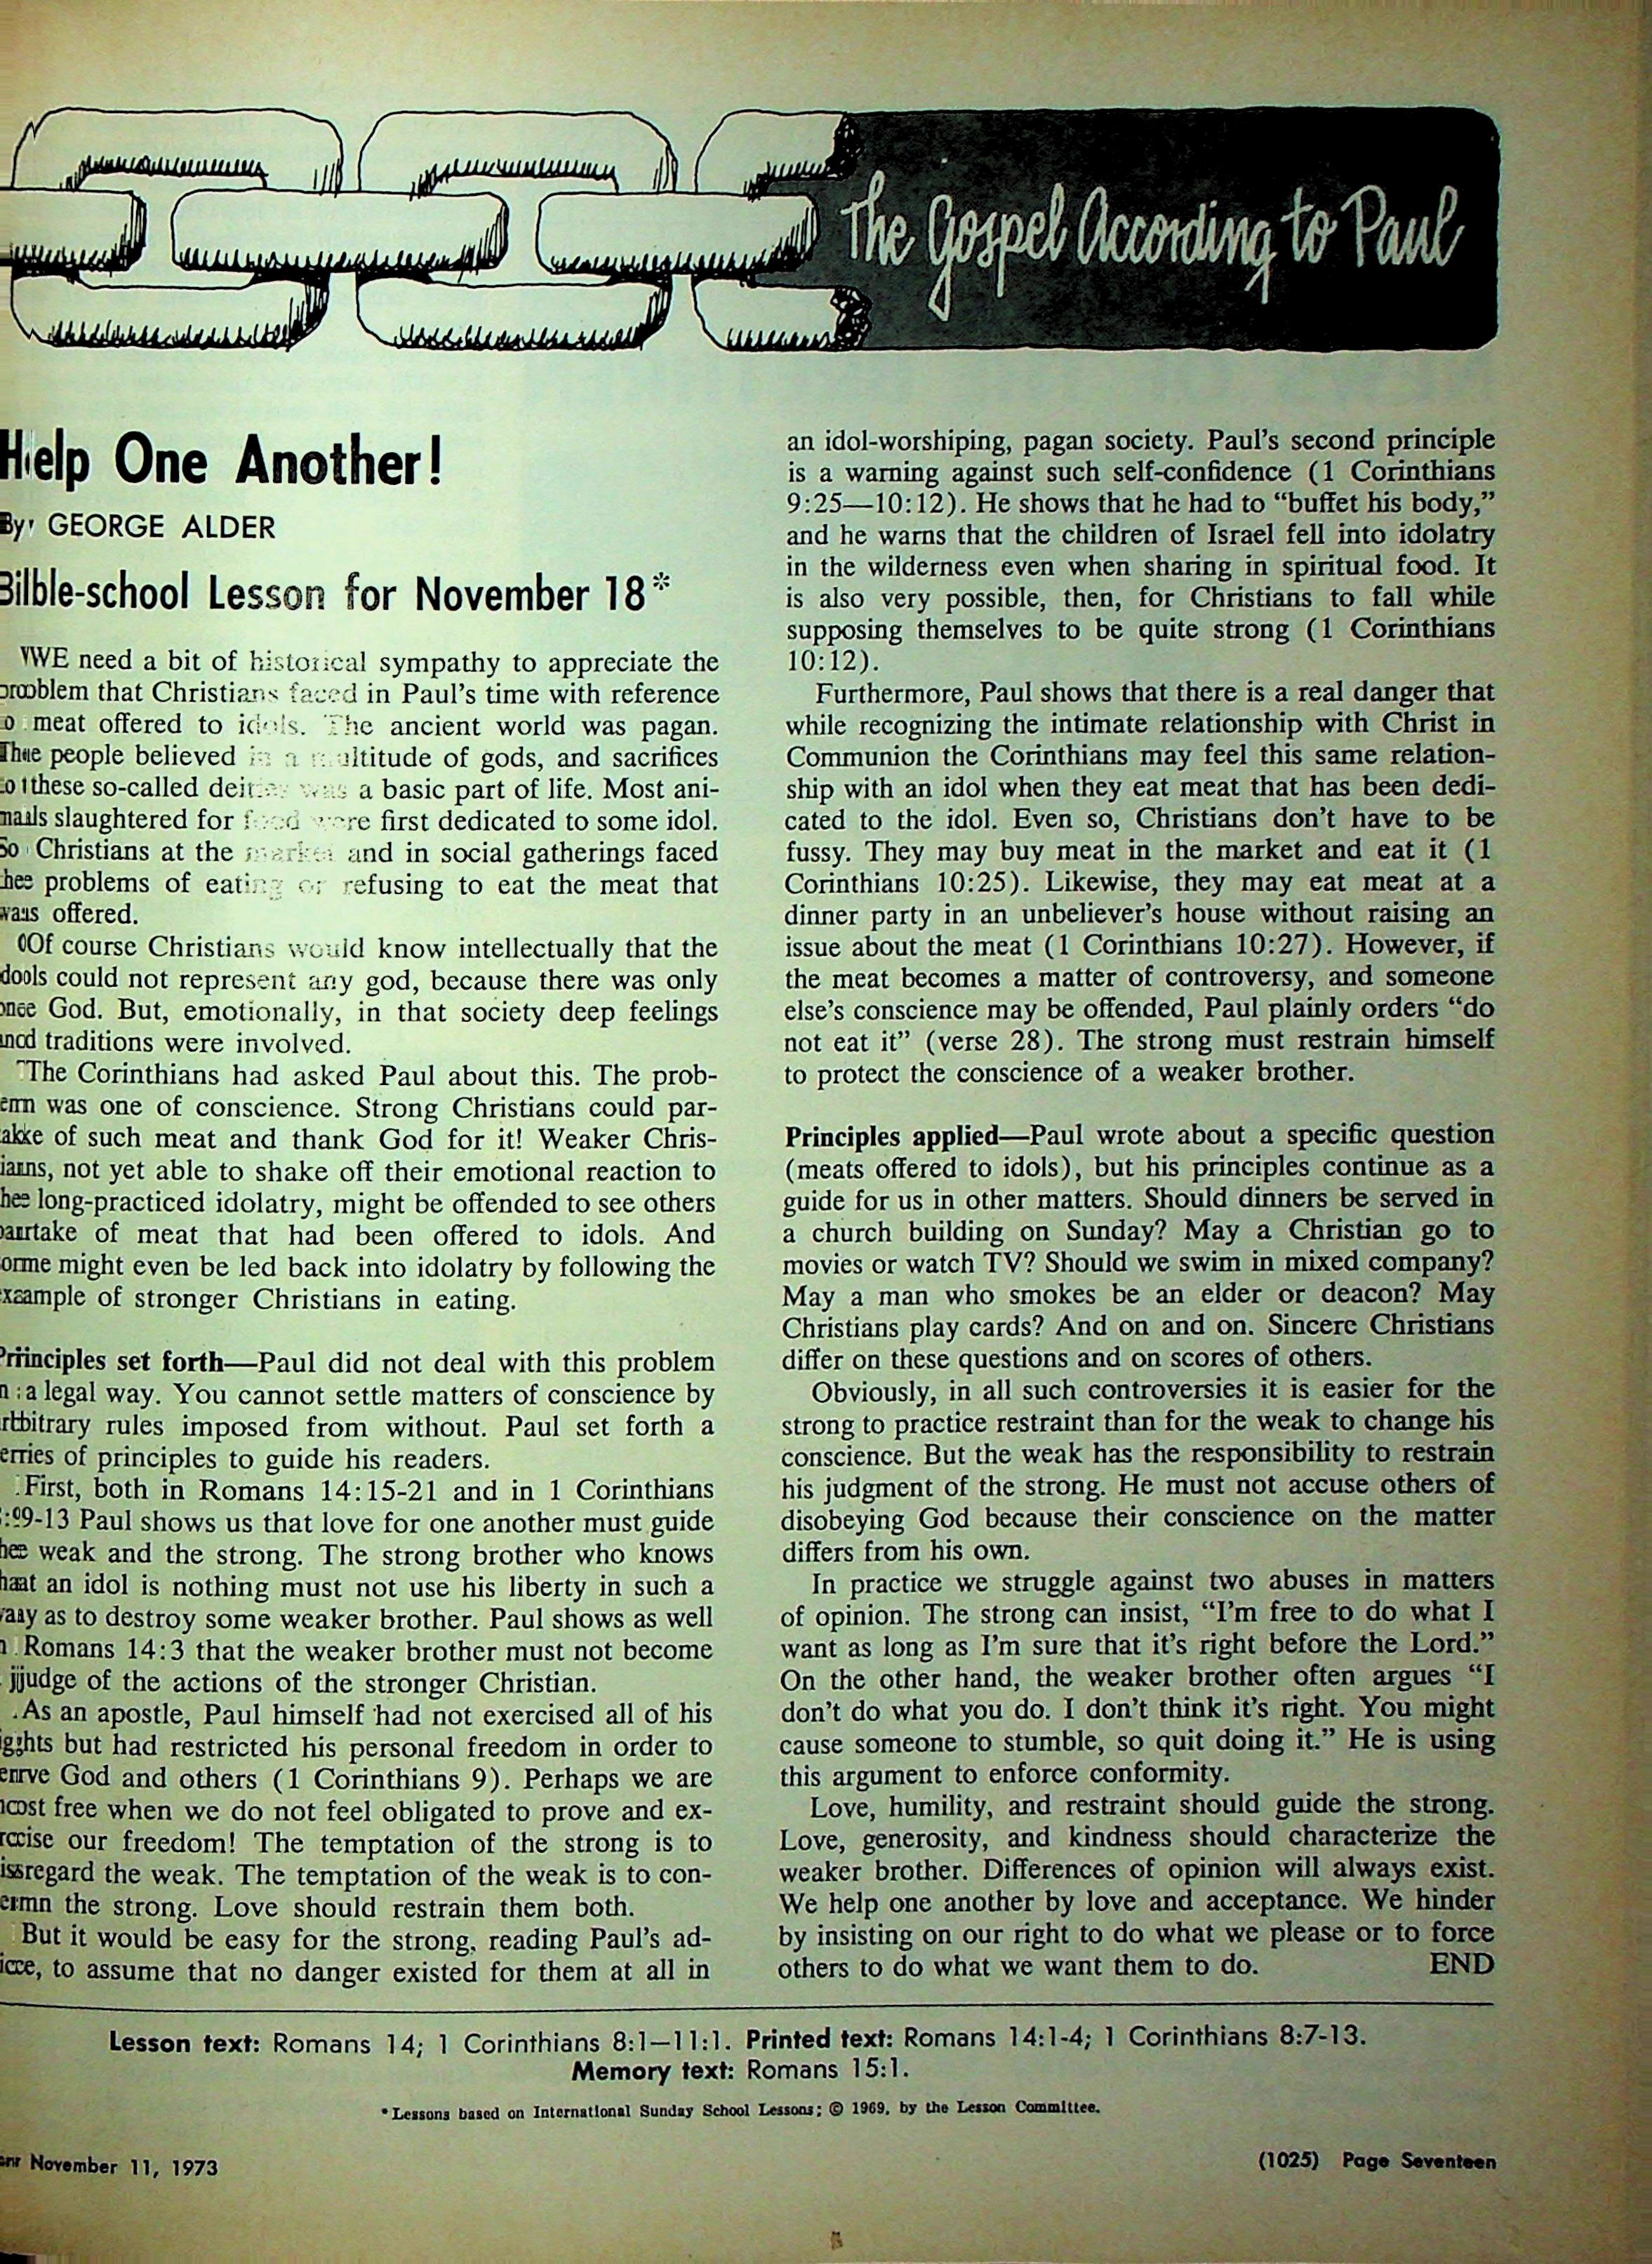 The Gospel According to Paul
Help One Another!
By GEORGE ALDER
Bible-school Lesson for November 18*
WE need a bit of historical sympathy to appreciate the
problem that Christians faced in Paul's time with reference
to meat offered to idols. The ancient world was pagan.
The people believed in a multitude of gods, and sacrifices
to these so-called deities was a basic part of life. Most ani-
mals slaughtered for food were first dedicated to some idol.
So Christians at the market and in social gatherings faced
the problems of eating or refusing to eat the meat that
was offered.
Of course Christians would know intellectually that the
idols could not represent any god, because there was only
one God. But, emotionally, in that society deep feelings
and traditions were involved.
The Corinthians had asked Paul about this. The prob-
lem was one of conscience. Strong Christians could par-
take of such meat and thank God for it! Weaker Chris-
tians, not yet able to shake off their emotional reaction to
the long-practiced idolatry, might be offended to see others
partake of meat that had been offered to idols. And
some might even be led back into idolatry by following the
example of stronger Christians in eating.
Principles set forth—Paul did not deal with this problem
in a legal way. You cannot settle matters of conscience by
arbitrary rules imposed from without. Paul set forth a
series of principles to guide his readers.
First, both in Romans 14:15-21 and in 1 Corinthians
:9-13 Paul shows us that love for one another must guide
the weak and the strong. The strong brother who knows
that an idol is nothing must not use his liberty in such a
way as to destroy some weaker brother. Paul shows as well
in Romans 14:3 that the weaker brother must not become
judge of the actions of the stronger Christian.
As an apostle, Paul himself had not exercised all of his
rights but had restricted his personal freedom in order to
serve God and others (1 Corinthians 9). Perhaps we are
most free when we do not feel obligated to prove and ex-
ercise our freedom! The temptation of the strong is to
disregard the weak. The temptation of the weak is to con-
demn the strong. Love should restrain them both.
But it would be easy for the strong, reading Paul's ad-
vice, to assume that no danger existed for them at all in
an idol-worshiping, pagan society. Paul's second principle
is a warning against such self-confidence (1 Corinthians
9:25—10:12). He shows that he had to “buffet his body,”
and he warns that the children of Israel fell into idolatry
in the wilderness even when sharing in spiritual food. It
is also very possible, then, for Christians to fall while
supposing themselves to be quite strong (1 Corinthians
10:12).
Furthermore, Paul shows that there is a real danger that
while recognizing the intimate relationship with Christ in
Communion the Corinthians may feel this same relation-
ship with an idol when they eat meat that has been dedi-
cated to the idol. Even so, Christians don't have to be
fussy. They may buy meat in the market and eat it (1
Corinthians 10:25). Likewise, they may eat meat at a
dinner party in an unbeliever's house without raising an
issue about the meat (1 Corinthians 10:27). However, if
the meat becomes a matter of controversy, and someone
else's conscience may be offended, Paul plainly orders “do
not eat it” (verse 28). The strong must restrain himself
to protect the conscience of a weaker brother.
Principles applied—Paul wrote about a specific question
(meats offered to idols), but his principles continue as a
guide for us in other matters. Should dinners be served in
a church building on Sunday? May a Christian go to
movies or watch TV? Should we swim in mixed company?
May a man who smokes be an elder or deacon? May
Christians play cards? And on and on. Sincere Christians
differ on these questions and on scores of others.
Obviously, in all such controversies it is easier for the
strong to practice restraint than for the weak to change his
conscience. But the weak has the responsibility to restrain
his judgment of the strong. He must not accuse others of
disobeying God because their conscience on the matter
differs from his own.
In practice we struggle against two abuses in matters
of opinion. The strong can insist, “I'm free to do what I
want as long as I'm sure that it's right before the Lord.”
On the other hand, the weaker brother often argues “I
don't do what you do. I don't think it's right. You might
cause someone to stumble, so quit doing it.” He is using
this argument to enforce conformity.
Love, humility, and restraint should guide the strong.
Love, generosity, and kindness should characterize the
weaker brother. Differences of opinion will always exist.
We help one another by love and acceptance. We hinder
by insisting on our right to do what we please or to force
others to do what we want them to do. END
Lesson text: Romans 14; 1 Corinthians 8:1—11:1. Printed text: Romans 14:1-4; 1 Corinthians 8:7-13.
Memory text: Romans 15:1.
*Lessons based on International Sunday School Lessons; © 1969, by the Lesson Committee.
November 11, 1973
(1025) Page Seventeen